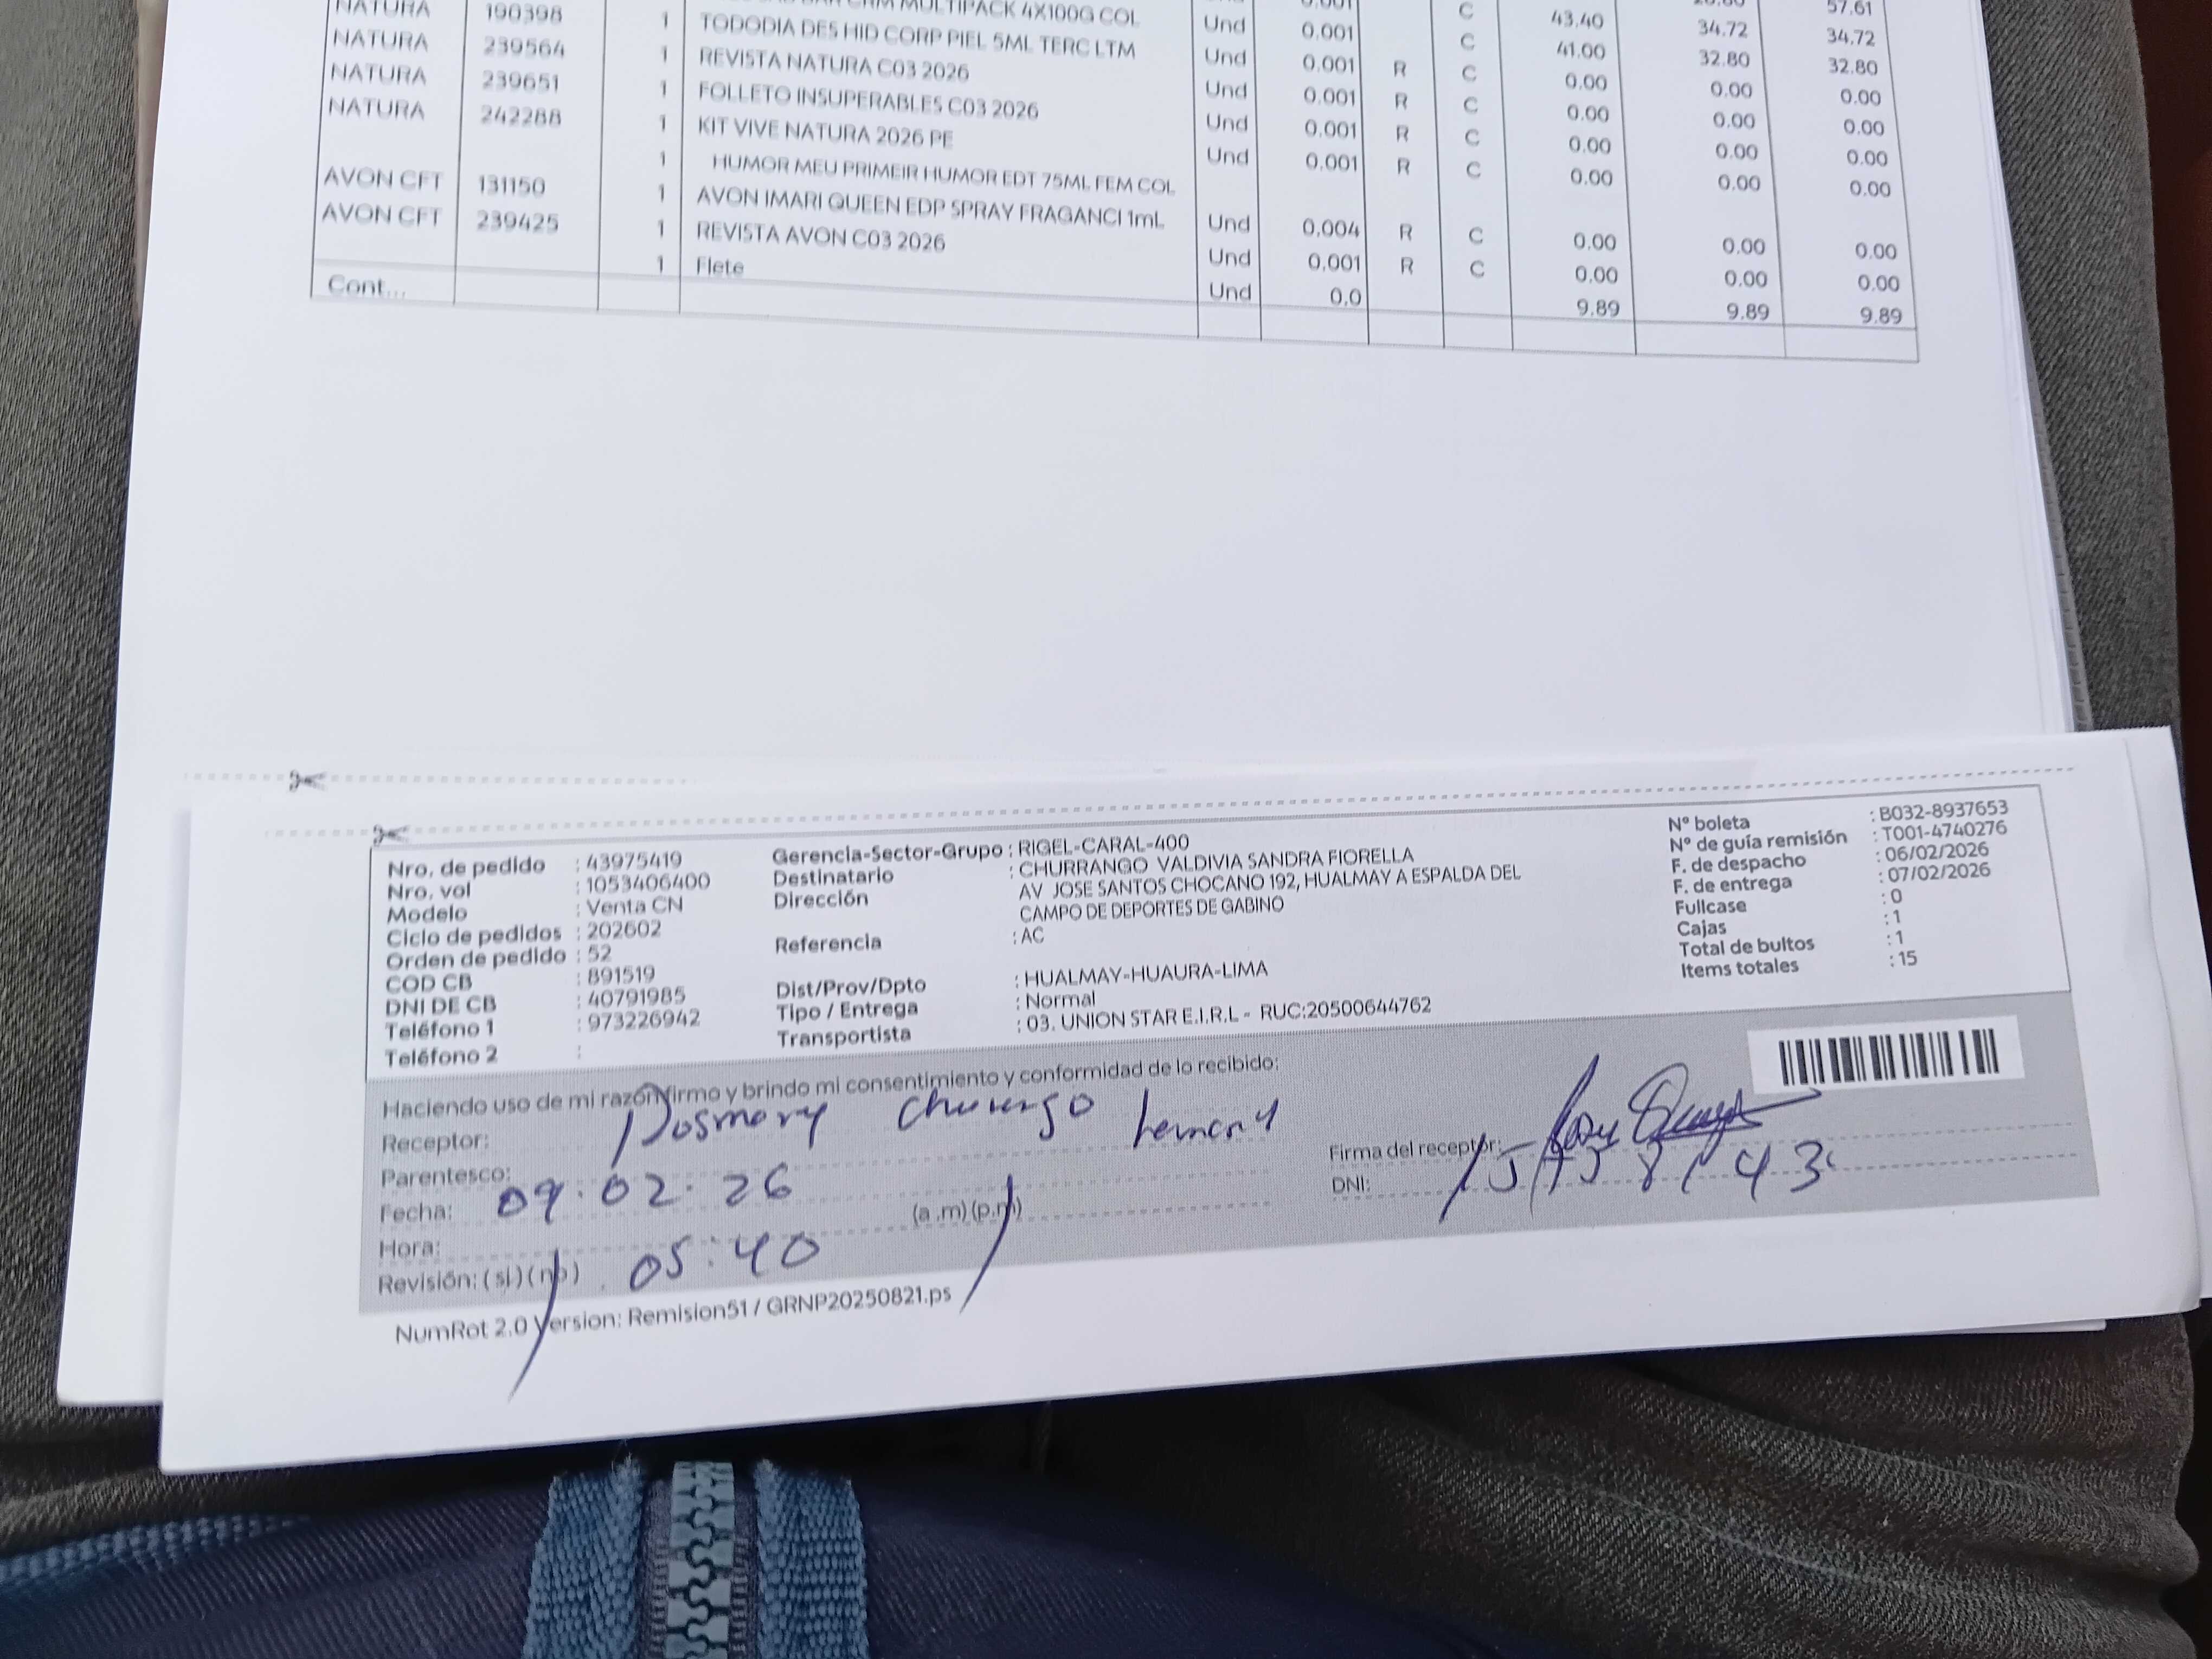 NATURA 190398 MULTIPACK 4X100G COL 57.61
NATURA 239564 1 TODODIA DES HID CORP PIEL 5ML TERC LTM Und 0.001 C 43.40 34.72 34.72
NATURA 239651 1 REVISTA NATURA C03 2026 Und 0.001 R C 41.00 32.80 32.80
NATURA 242288 1 FOLLETO INSUPERABLES C03 2026 Und 0.001 R C 0.00 0.00 0.00
1 KIT VIVE NATURA 2026 PE Und 0.001 R C 0.00 0.00 0.00
1 HUMOR MEU PRIMEIR HUMOR EDT 75ML FEM COL Und 0.001 R C 0.00 0.00 0.00
AVON CFT 131150 1 AVON IMARI QUEEN EDP SPRAY FRAGANCI 1mL Und 0.004 R C 0.00 0.00 0.00
AVON CFT 239425 1 REVISTA AVON C03 2026 Und 0.001 R C 0.00 0.00 0.00
Cont... 1 Flete Und 0.0 9.89 9.89 9.89
Nro. de pedido : 43975419
Nro. vol : 1053406400
Modelo : Venta CN
Ciclo de pedidos : 202602
Orden de pedido : 52
COD CB : 891519
DNI DE CB : 40791985
Teléfono 1 : 973226942
Teléfono 2 :
Gerencia-Sector-Grupo : RIGEL-CARAL-400
Destinatario : CHURRANGO VALDIVIA SANDRA FIORELLA
Dirección AV JOSE SANTOS CHOCANO 192, HUALMAY A ESPALDA DEL
CAMPO DE DEPORTES DE GABINO
Referencia : AC
Dist/Prov/Dpto : HUALMAY-HUAURA-LIMA
Tipo / Entrega : Normal
Transportista : 03. UNION STAR E.I.R.L - RUC:20500644762
N° boleta : B032-8937653
N° de guía remisión : T001-4740276
F. de despacho : 06/02/2026
F. de entrega : 07/02/2026
Fullcase : 0
Cajas : 1
Total de bultos : 1
Items totales : 15
Haciendo uso de mi razón firmo y brindo mi consentimiento y conformidad de lo recibido:
Receptor:
Parentesco:
Fecha: 09.02.26
Hora: (a.m)(p.m)
Revisión: (si) (no) 05:40
Firma del receptor:
DNI:
NumRot 2.0 Version: Remision51 / GRNP20250821.ps